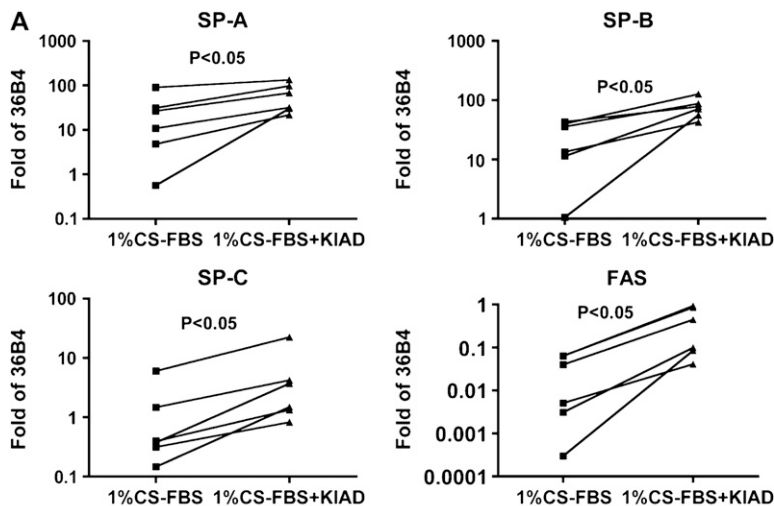 A
SP-A
1000
100
10
1
0.1
Fold of 36B4
P<0.05
1%CS-FBS 1%CS-FBS+KIAD
SP-B
1000
100
10
1
Fold of 36B4
P<0.05
1%CS-FBS 1%CS-FBS+KIAD
SP-C
100
10
1
0.1
Fold of 36B4
P<0.05
1%CS-FBS 1%CS-FBS+KIAD
FAS
1
0.1
0.01
0.001
0.0001
Fold of 36B4
P<0.05
1%CS-FBS 1%CS-FBS+KIAD